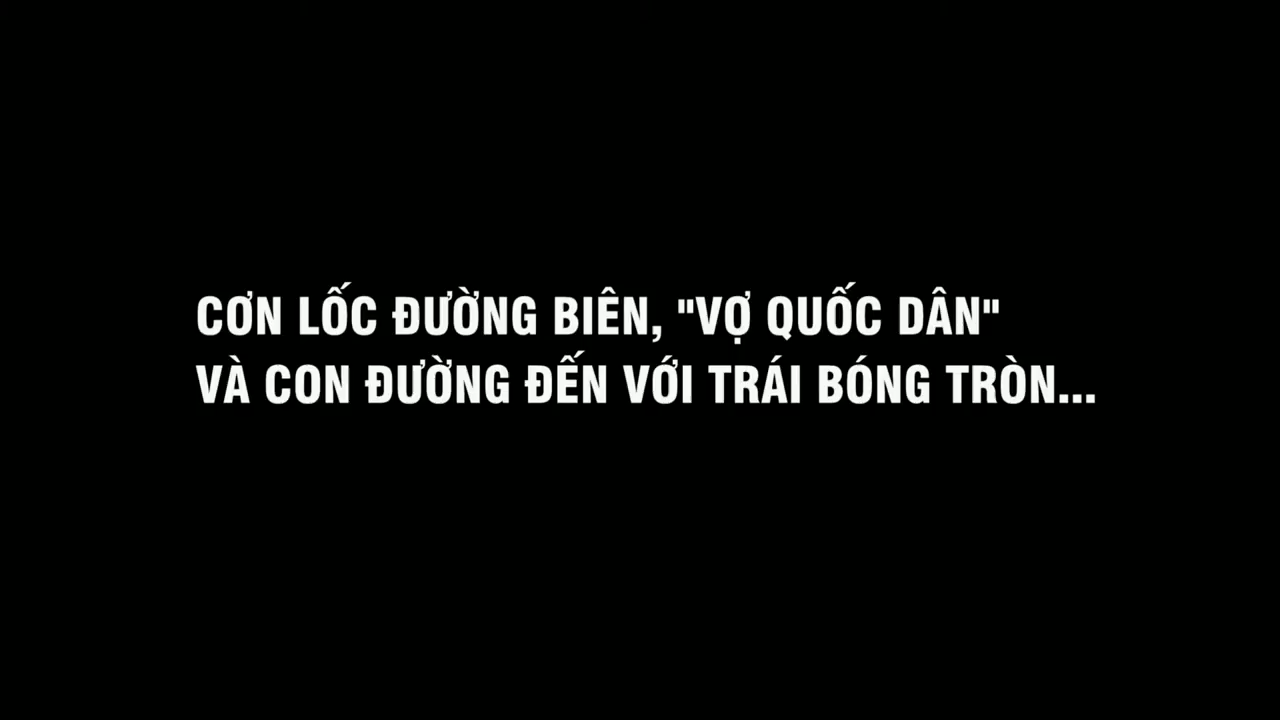 CƠN LỐC ĐƯỜNG BIÊN, "VỢ QUỐC DÂN"
VÀ CON ĐƯỜNG ĐẾN VỚI TRÁI BÓNG TRÒN...